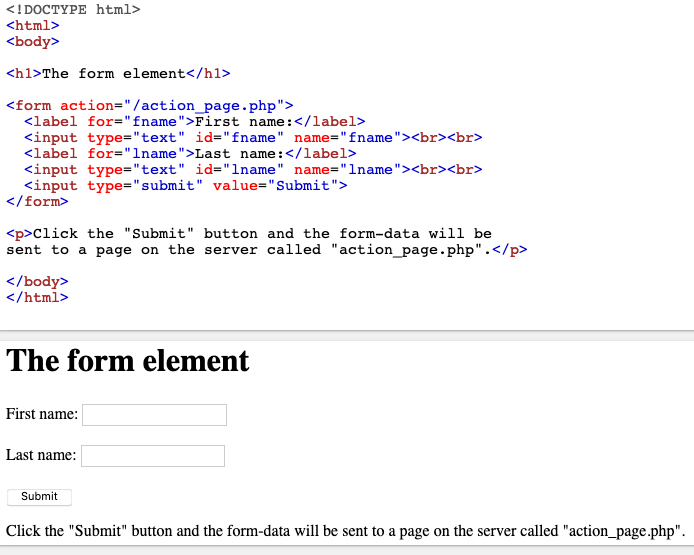 <!DOCTYPE html>
<html>
<body>
<h1>The form element</h1>
<form action="/action_page.php">
<label for="fname">First name:</label>
<input type="text" id="fname" name="fname"><br><br>
<label for="lname">Last name:</label>
<input type="text" id="lname" name="lname"><br><br>
<input type="submit" value="Submit">
</form>
<p>Click the "Submit" button and the form-data will be
sent to a page on the server called "action_page.php".</p>
</body>
</html>
The form element
First name:
Last name:
Submit
Click the "Submit" button and the form-data will be sent to a page on the server called "action_page.php".